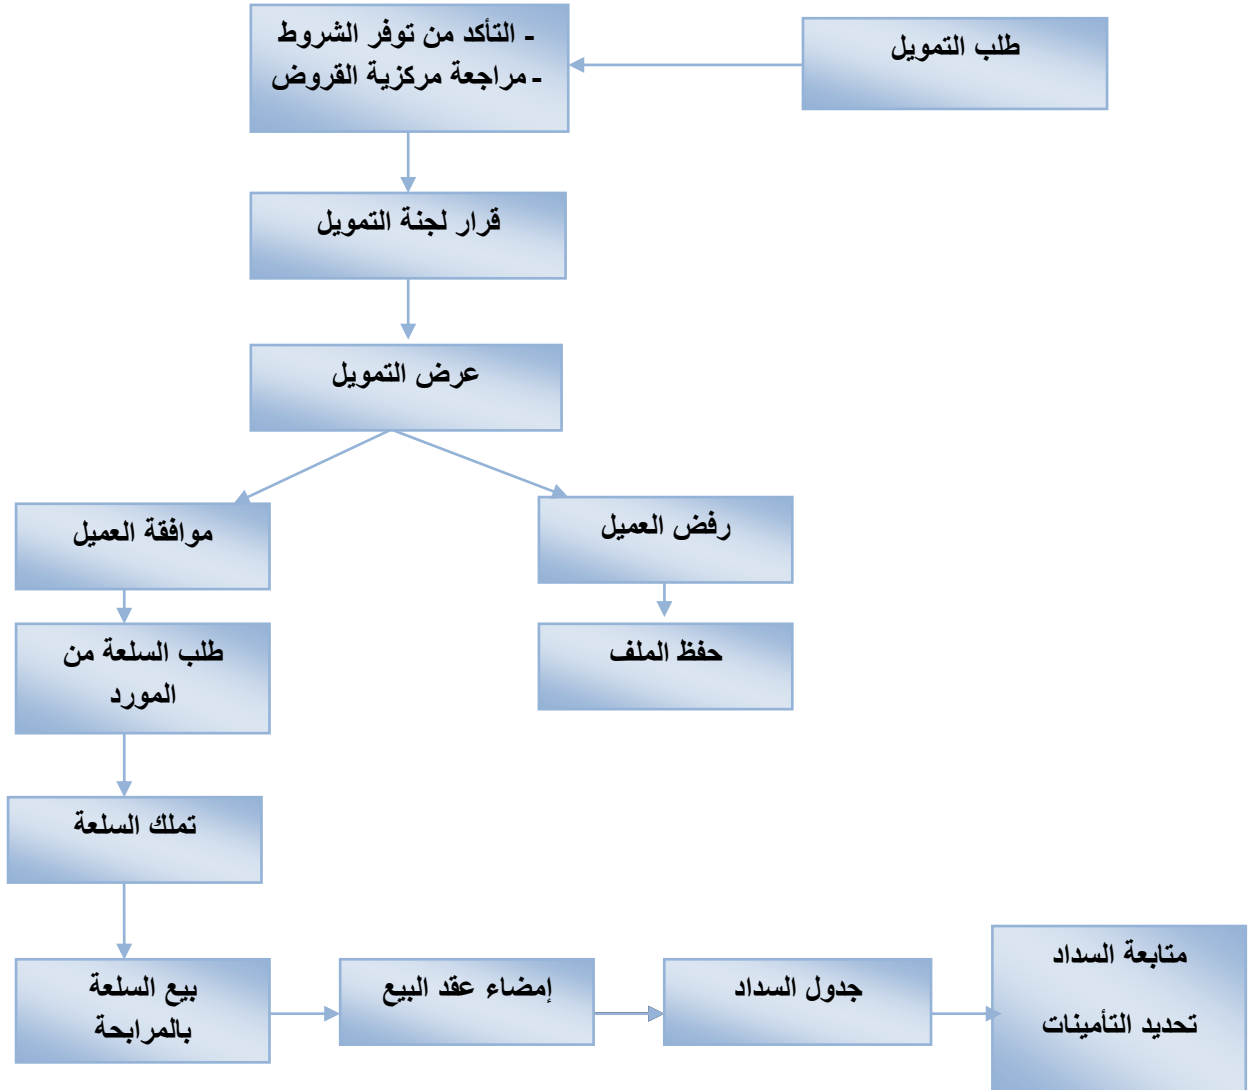 طلب التمويل
- التأكد من توفر الشروط
- مراجعة مركزية القروض
قرار لجنة التمويل
عرض التمويل
رفض العميل
موافقة العميل
حفظ الملف
طلب السلعة من
المورد
تملك السلعة
بيع السلعة
بالمرابحة
إمضاء عقد البيع
جدول السداد
متابعة السداد
تحديد التأمينات